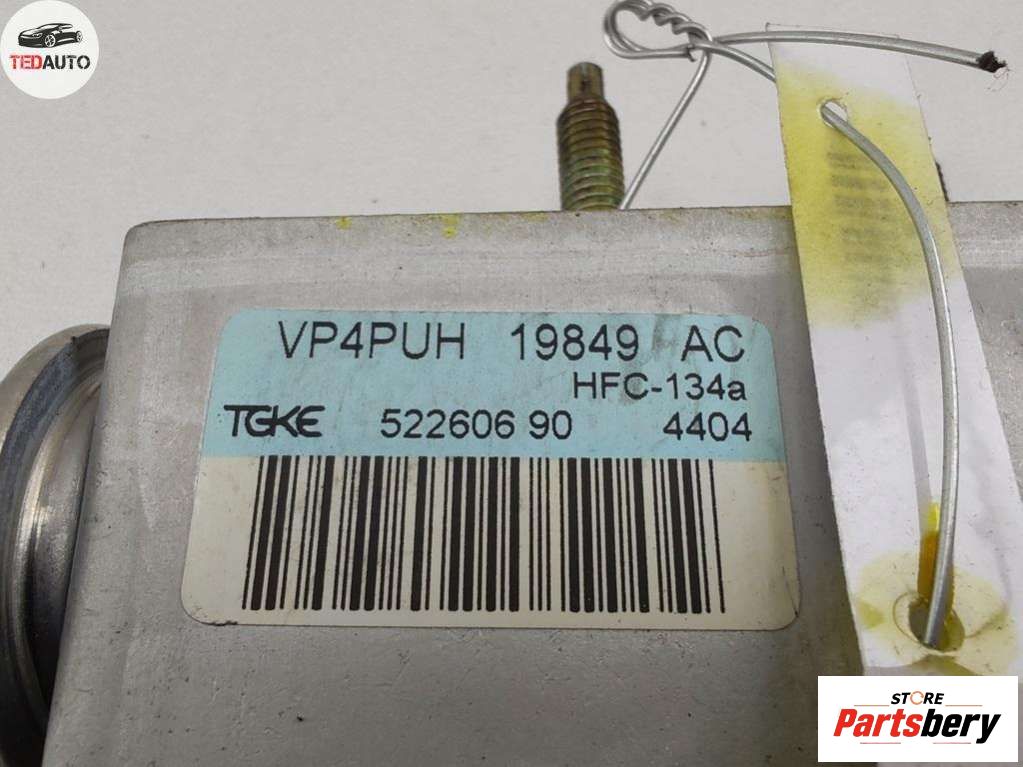 TEDAUTO
VP4PUH 19849 AC
HFC-134a
TGKE 522606 90 4404
STORE
Partsbery